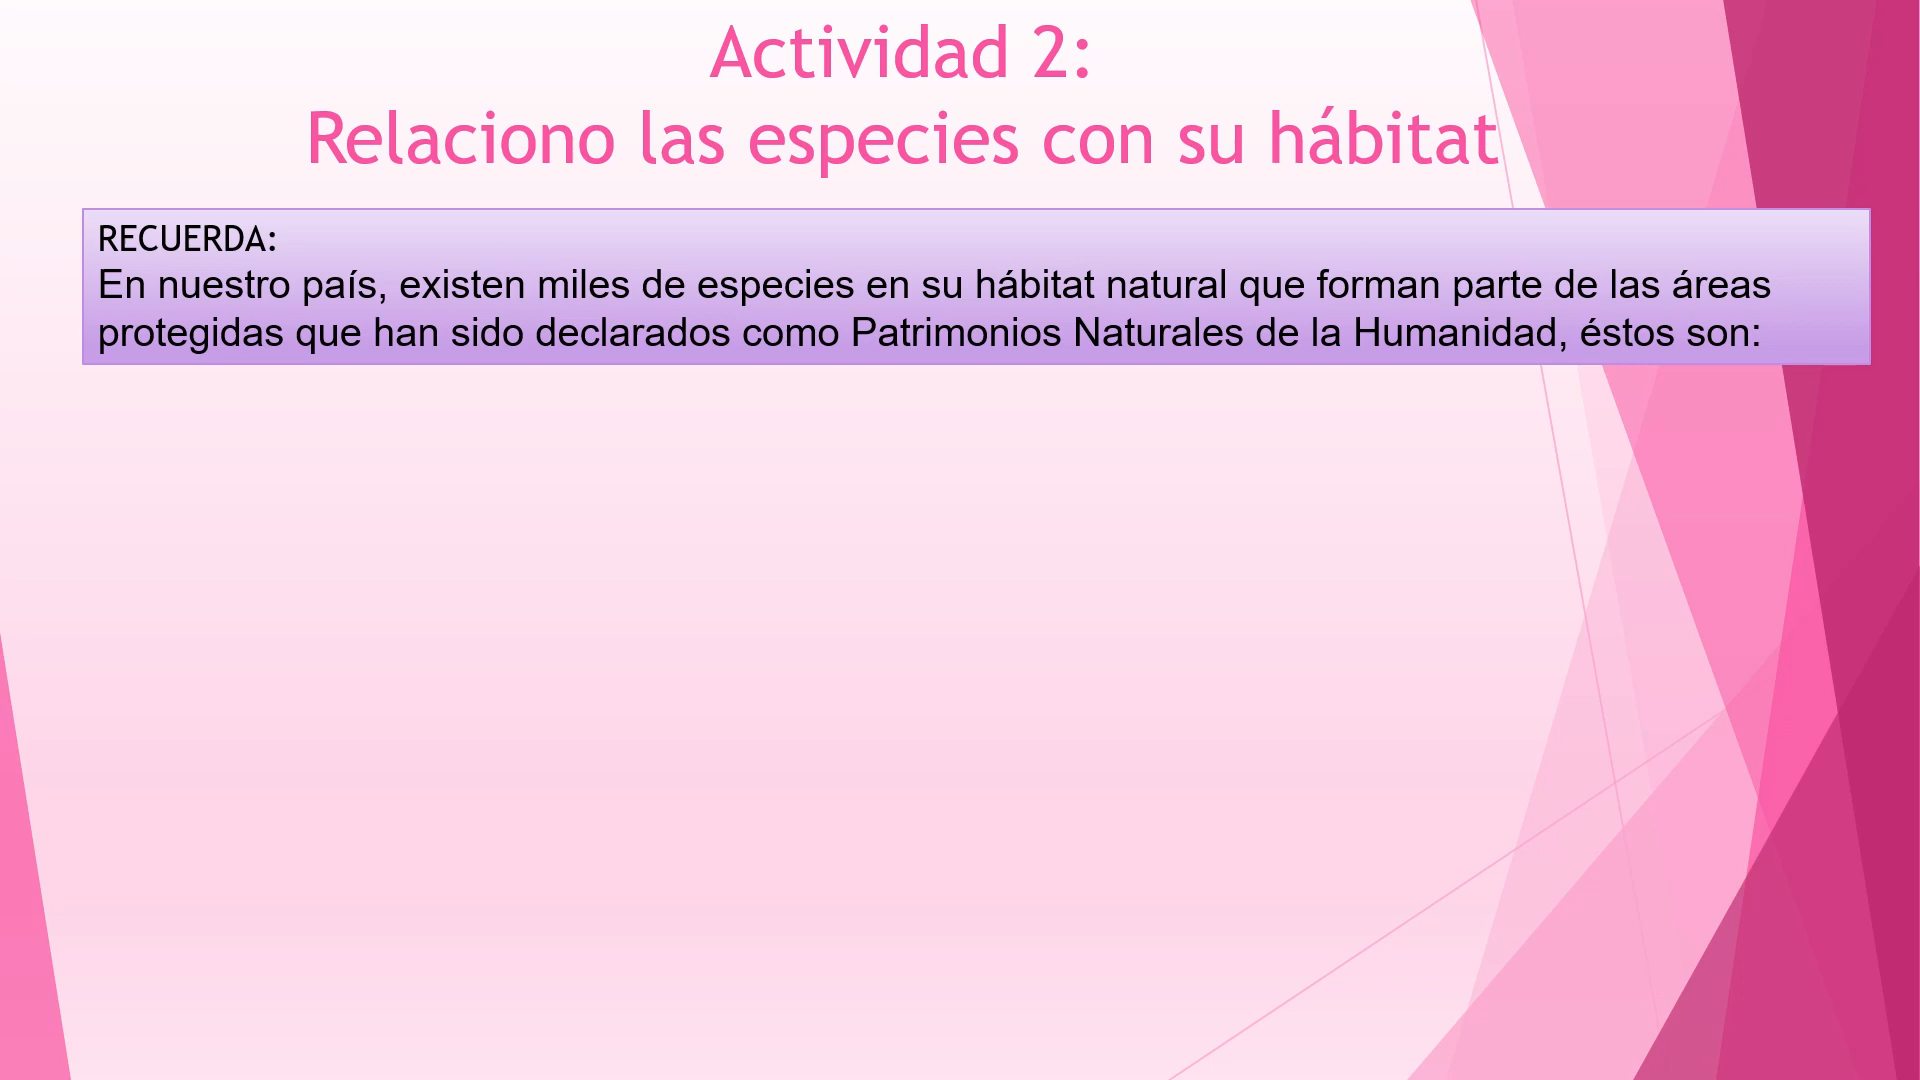 Actividad 2:
Relaciono las especies con su hábitat
RECUERDA:
En nuestro país, existen miles de especies en su hábitat natural que forman parte de las áreas
protegidas que han sido declarados como Patrimonios Naturales de la Humanidad, éstos son: